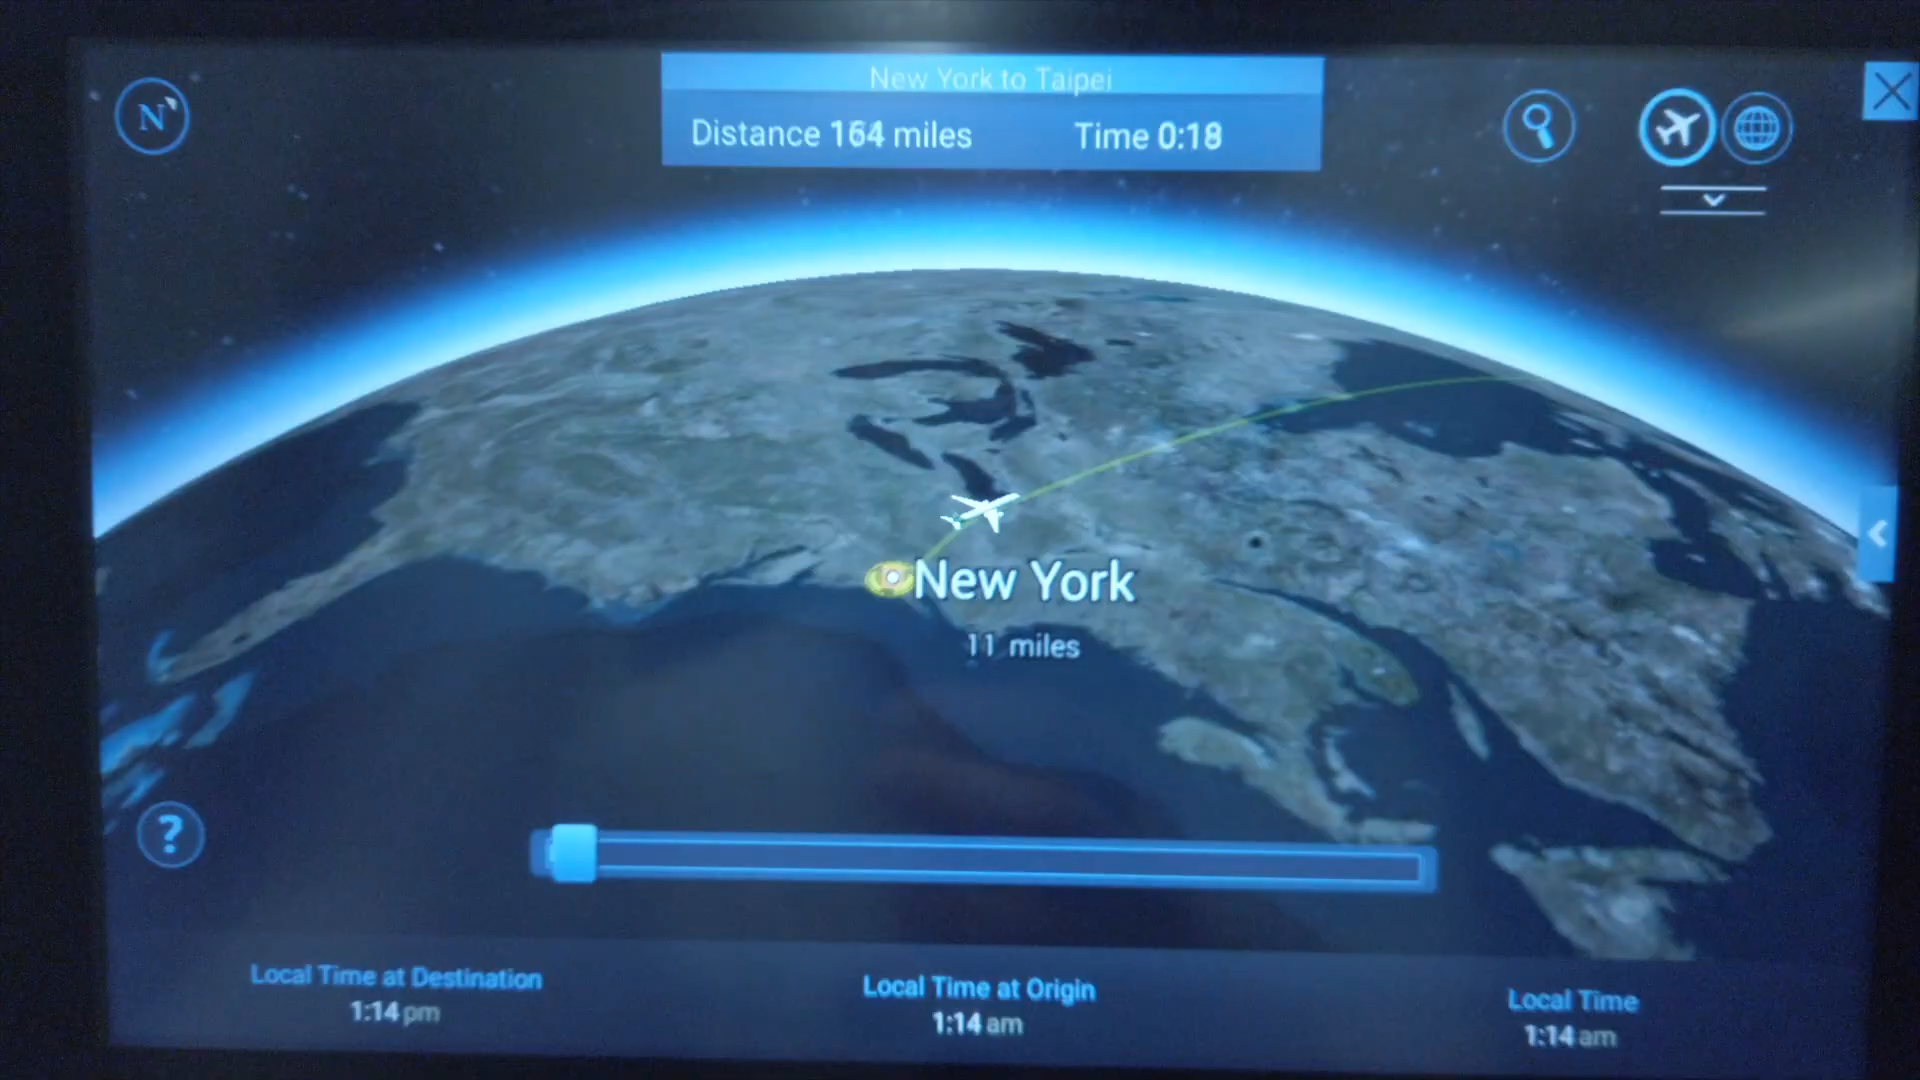 N
New York to Taipei
Distance 164 miles
Time 0:18
New York
11 miles
?
Local Time at Destination
1:14 pm
Local Time at Origin
1:14 am
Local Time
1:14 am